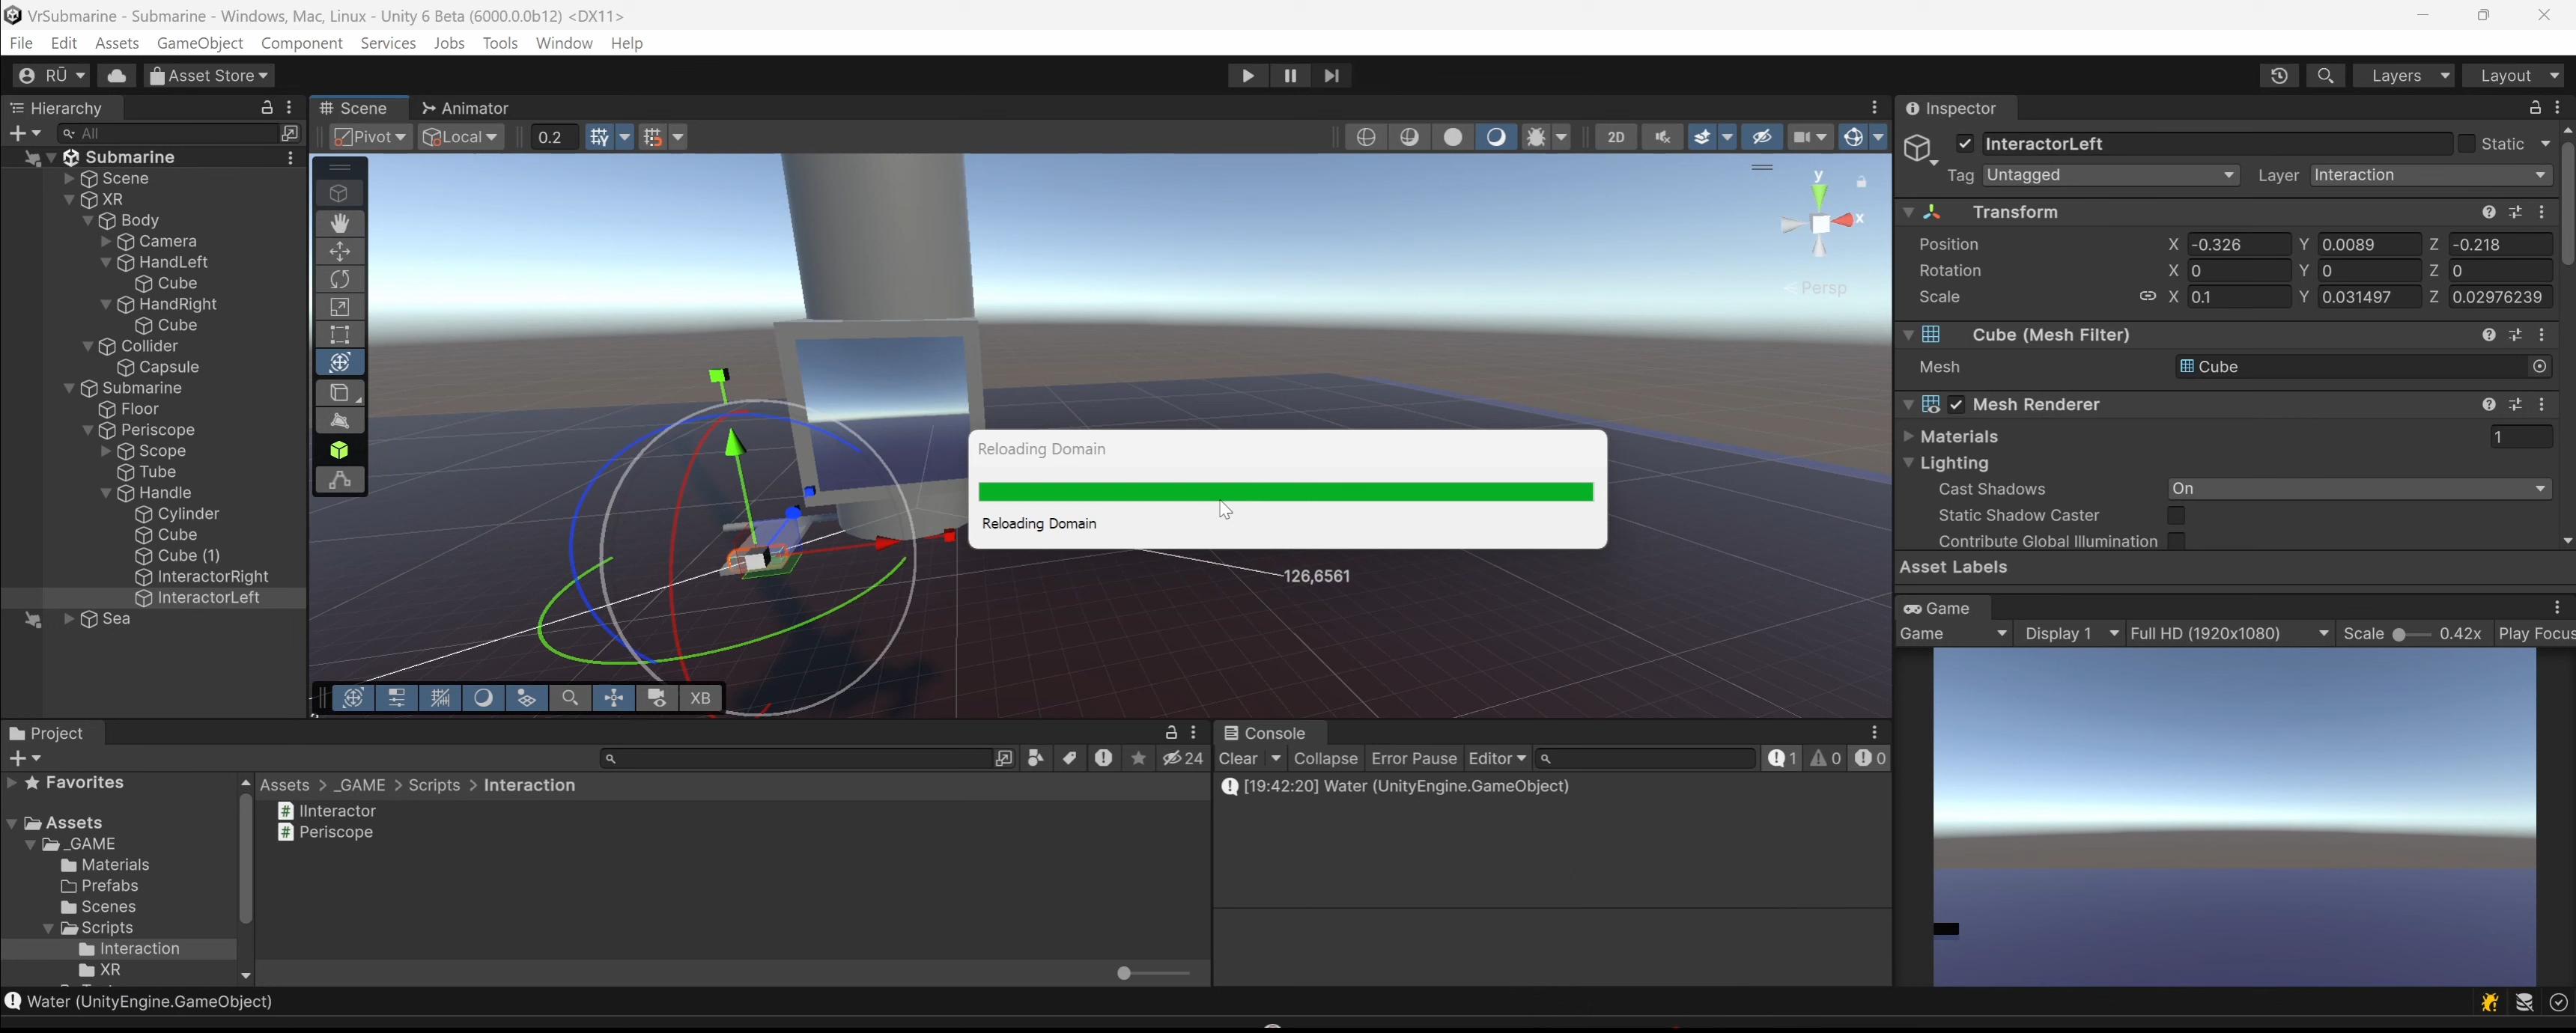 VrSubmarine - Submarine - Windows, Mac, Linux - Unity 6 Beta (6000.0.0b12) <DX11>
File Edit Assets GameObject Component Services Jobs Tools Window Help
RŪ Asset Store Layers Layout
Hierarchy
All
Submarine
Scene
XR
Body
Camera
HandLeft
Cube
HandRight
Cube
Collider
Capsule
Submarine
Floor
Periscope
Scope
Tube
Handle
Cylinder
Cube
Cube (1)
InteractorRight
InteractorLeft
Sea
Scene Animator
Pivot Local 0.2 2D
y
x
Persp
Reloading Domain
Reloading Domain
126,6561
XB
Inspector
InteractorLeft Static
Tag Untagged Layer Interaction
Transform
Position X -0.326 Y 0.0089 Z -0.218
Rotation X 0 Y 0 Z 0
Scale X 0.1 Y 0.031497 Z 0.02976239
Cube (Mesh Filter)
Mesh Cube
Mesh Renderer
Materials 1
Lighting
Cast Shadows On
Static Shadow Caster
Contribute Global Illumination
Asset Labels
Game
Game Display 1 Full HD (1920x1080) Scale 0.42x Play Focus
Project
24
Favorites
Assets
_GAME
Materials
Prefabs
Scenes
Scripts
Interaction
XR
Assets > _GAME > Scripts > Interaction
IInteractor
Periscope
Console
Clear Collapse Error Pause Editor 1 0 0
[19:42:20] Water (UnityEngine.GameObject)
Water (UnityEngine.GameObject)